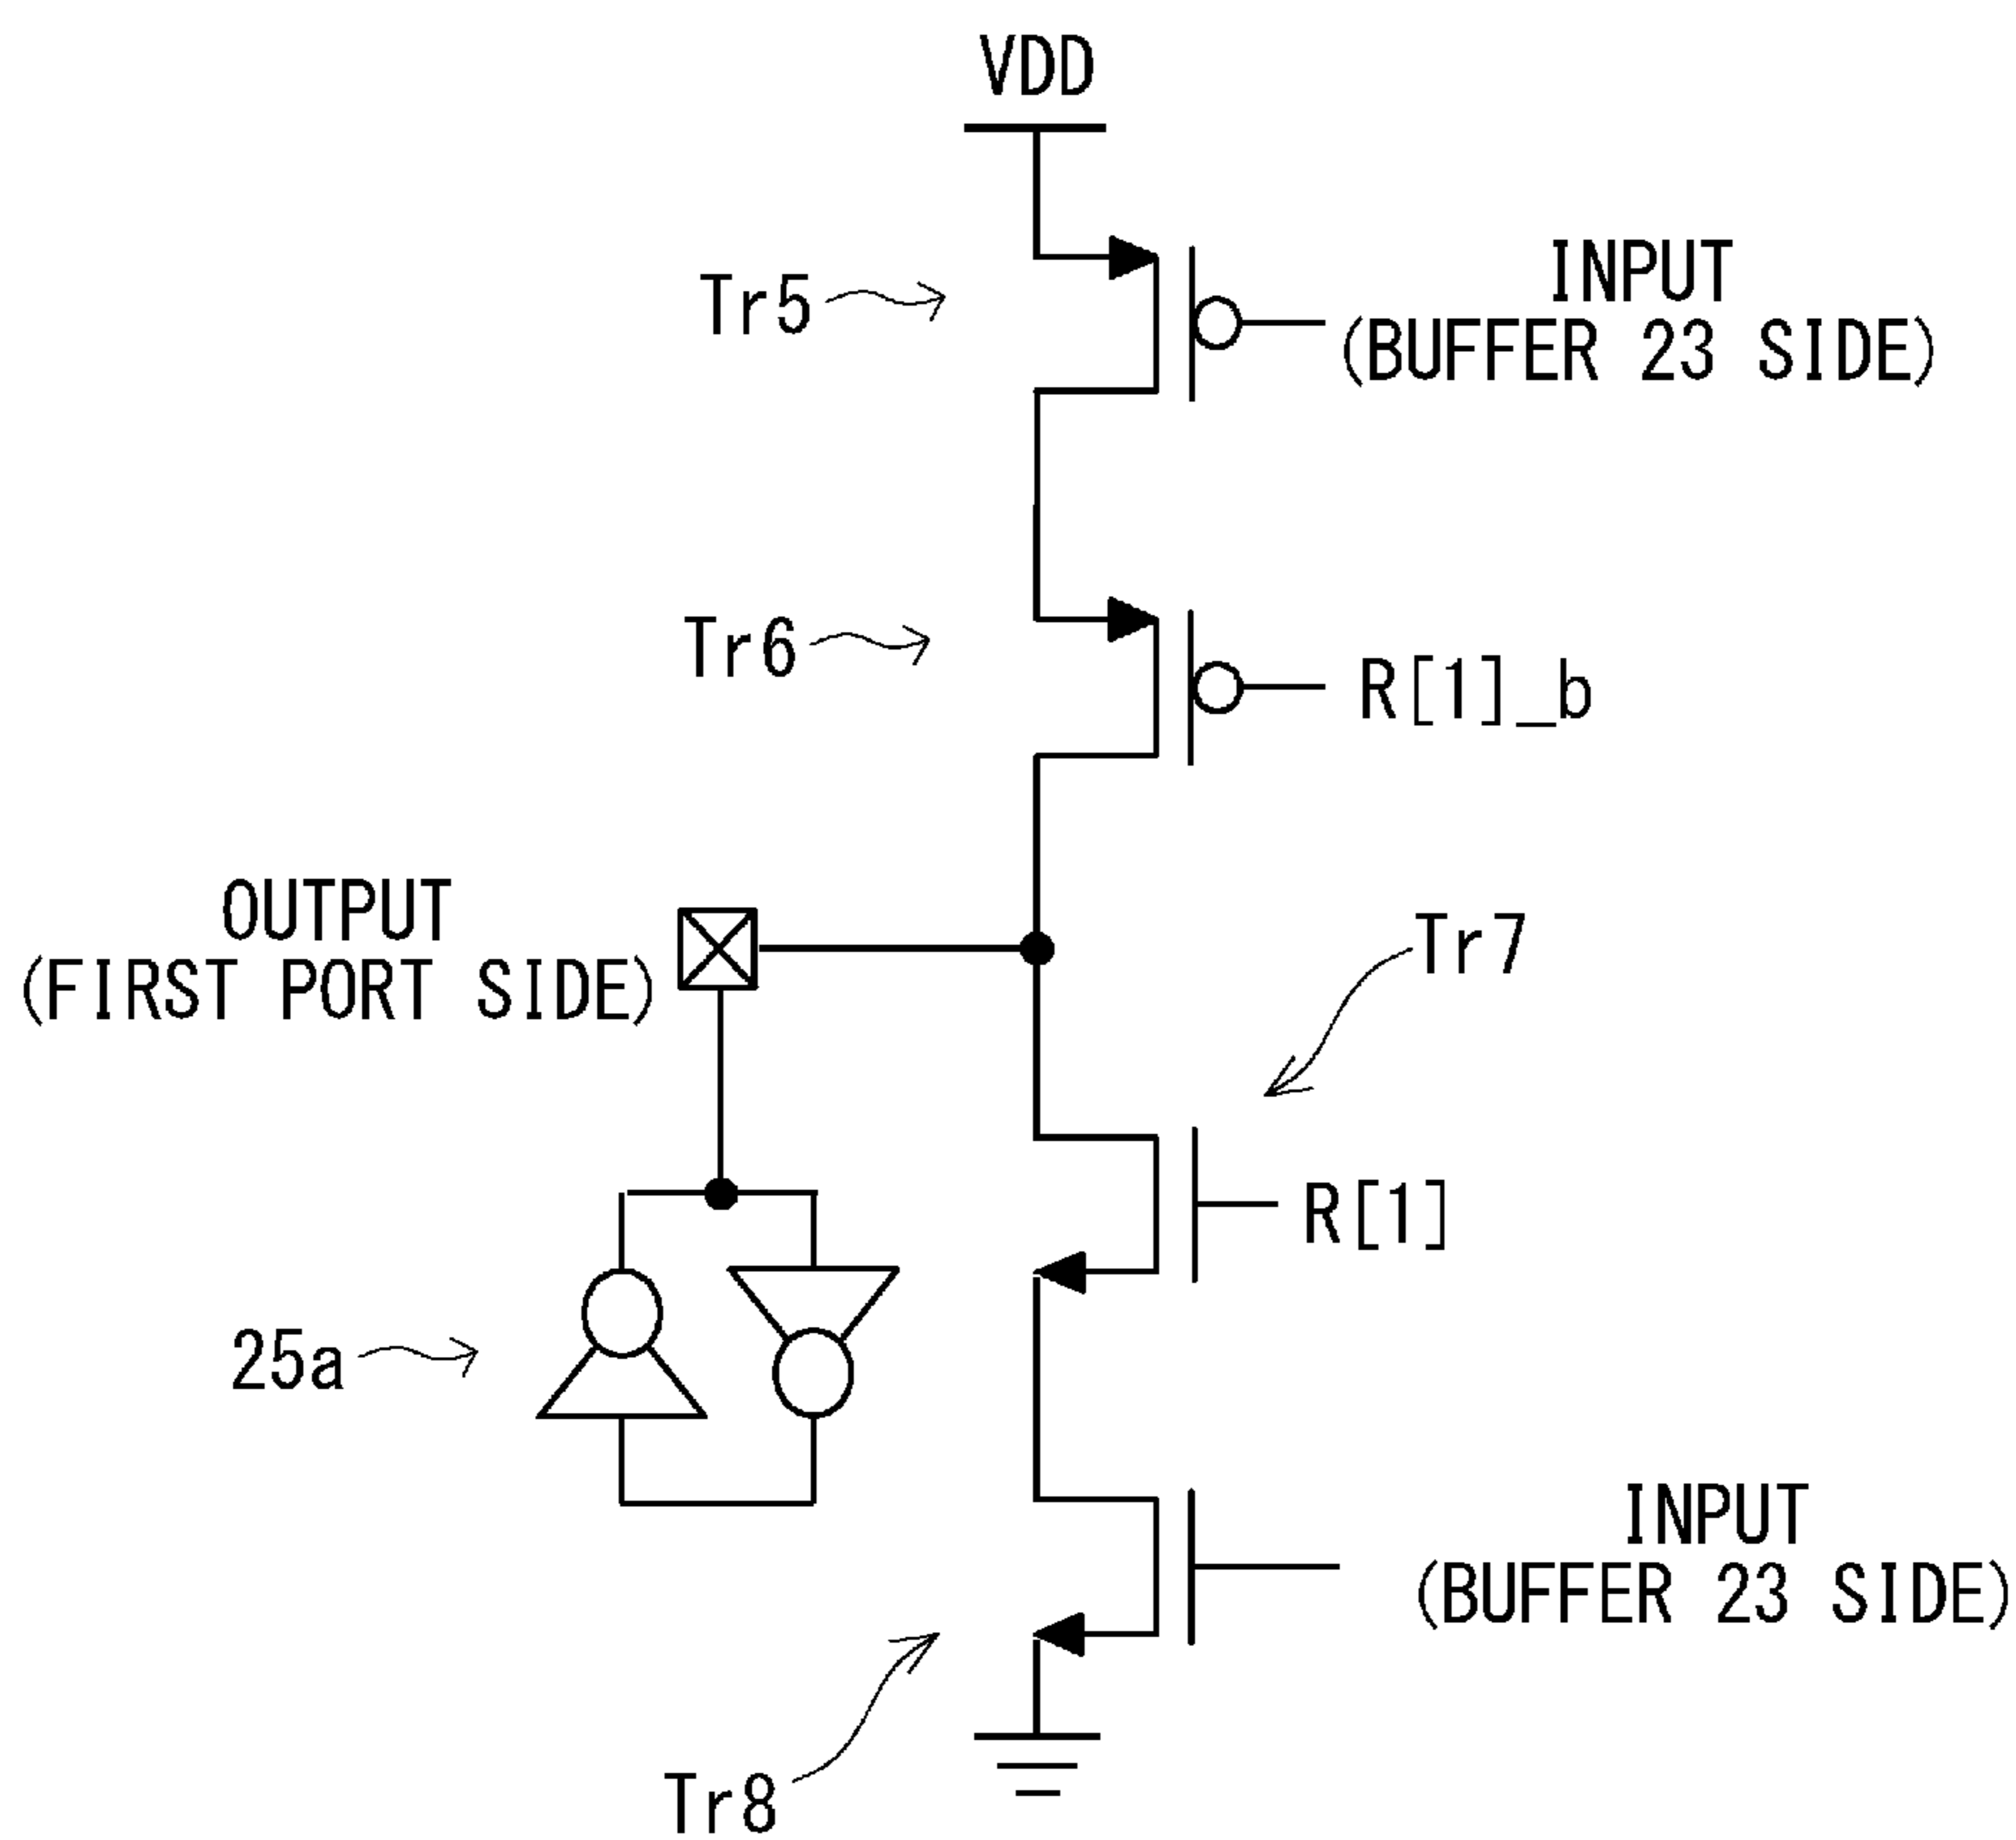 VDD
Tr5
INPUT
(BUFFER 23 SIDE)
Tr6
R[1]_b
OUTPUT
(FIRST PORT SIDE)
Tr7
R[1]
25a
INPUT
(BUFFER 23 SIDE)
Tr8